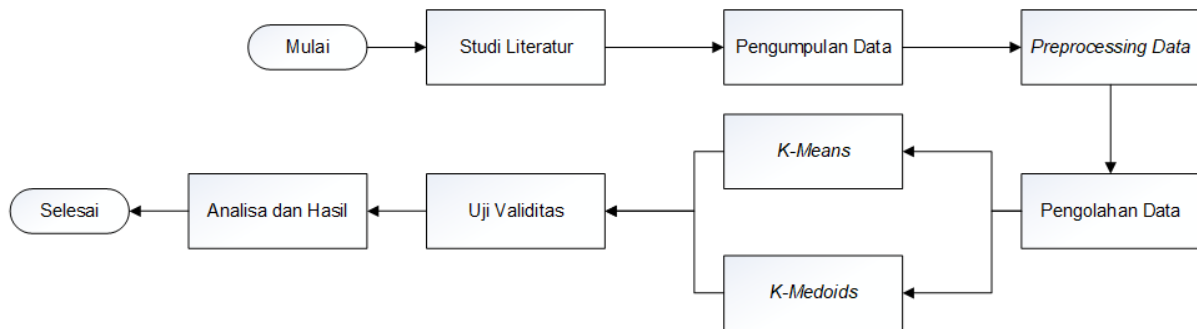 Mulai
Studi Literatur
Pengumpulan Data
Preprocessing Data
Pengolahan Data
K-Means
K-Medoids
Uji Validitas
Analisa dan Hasil
Selesai